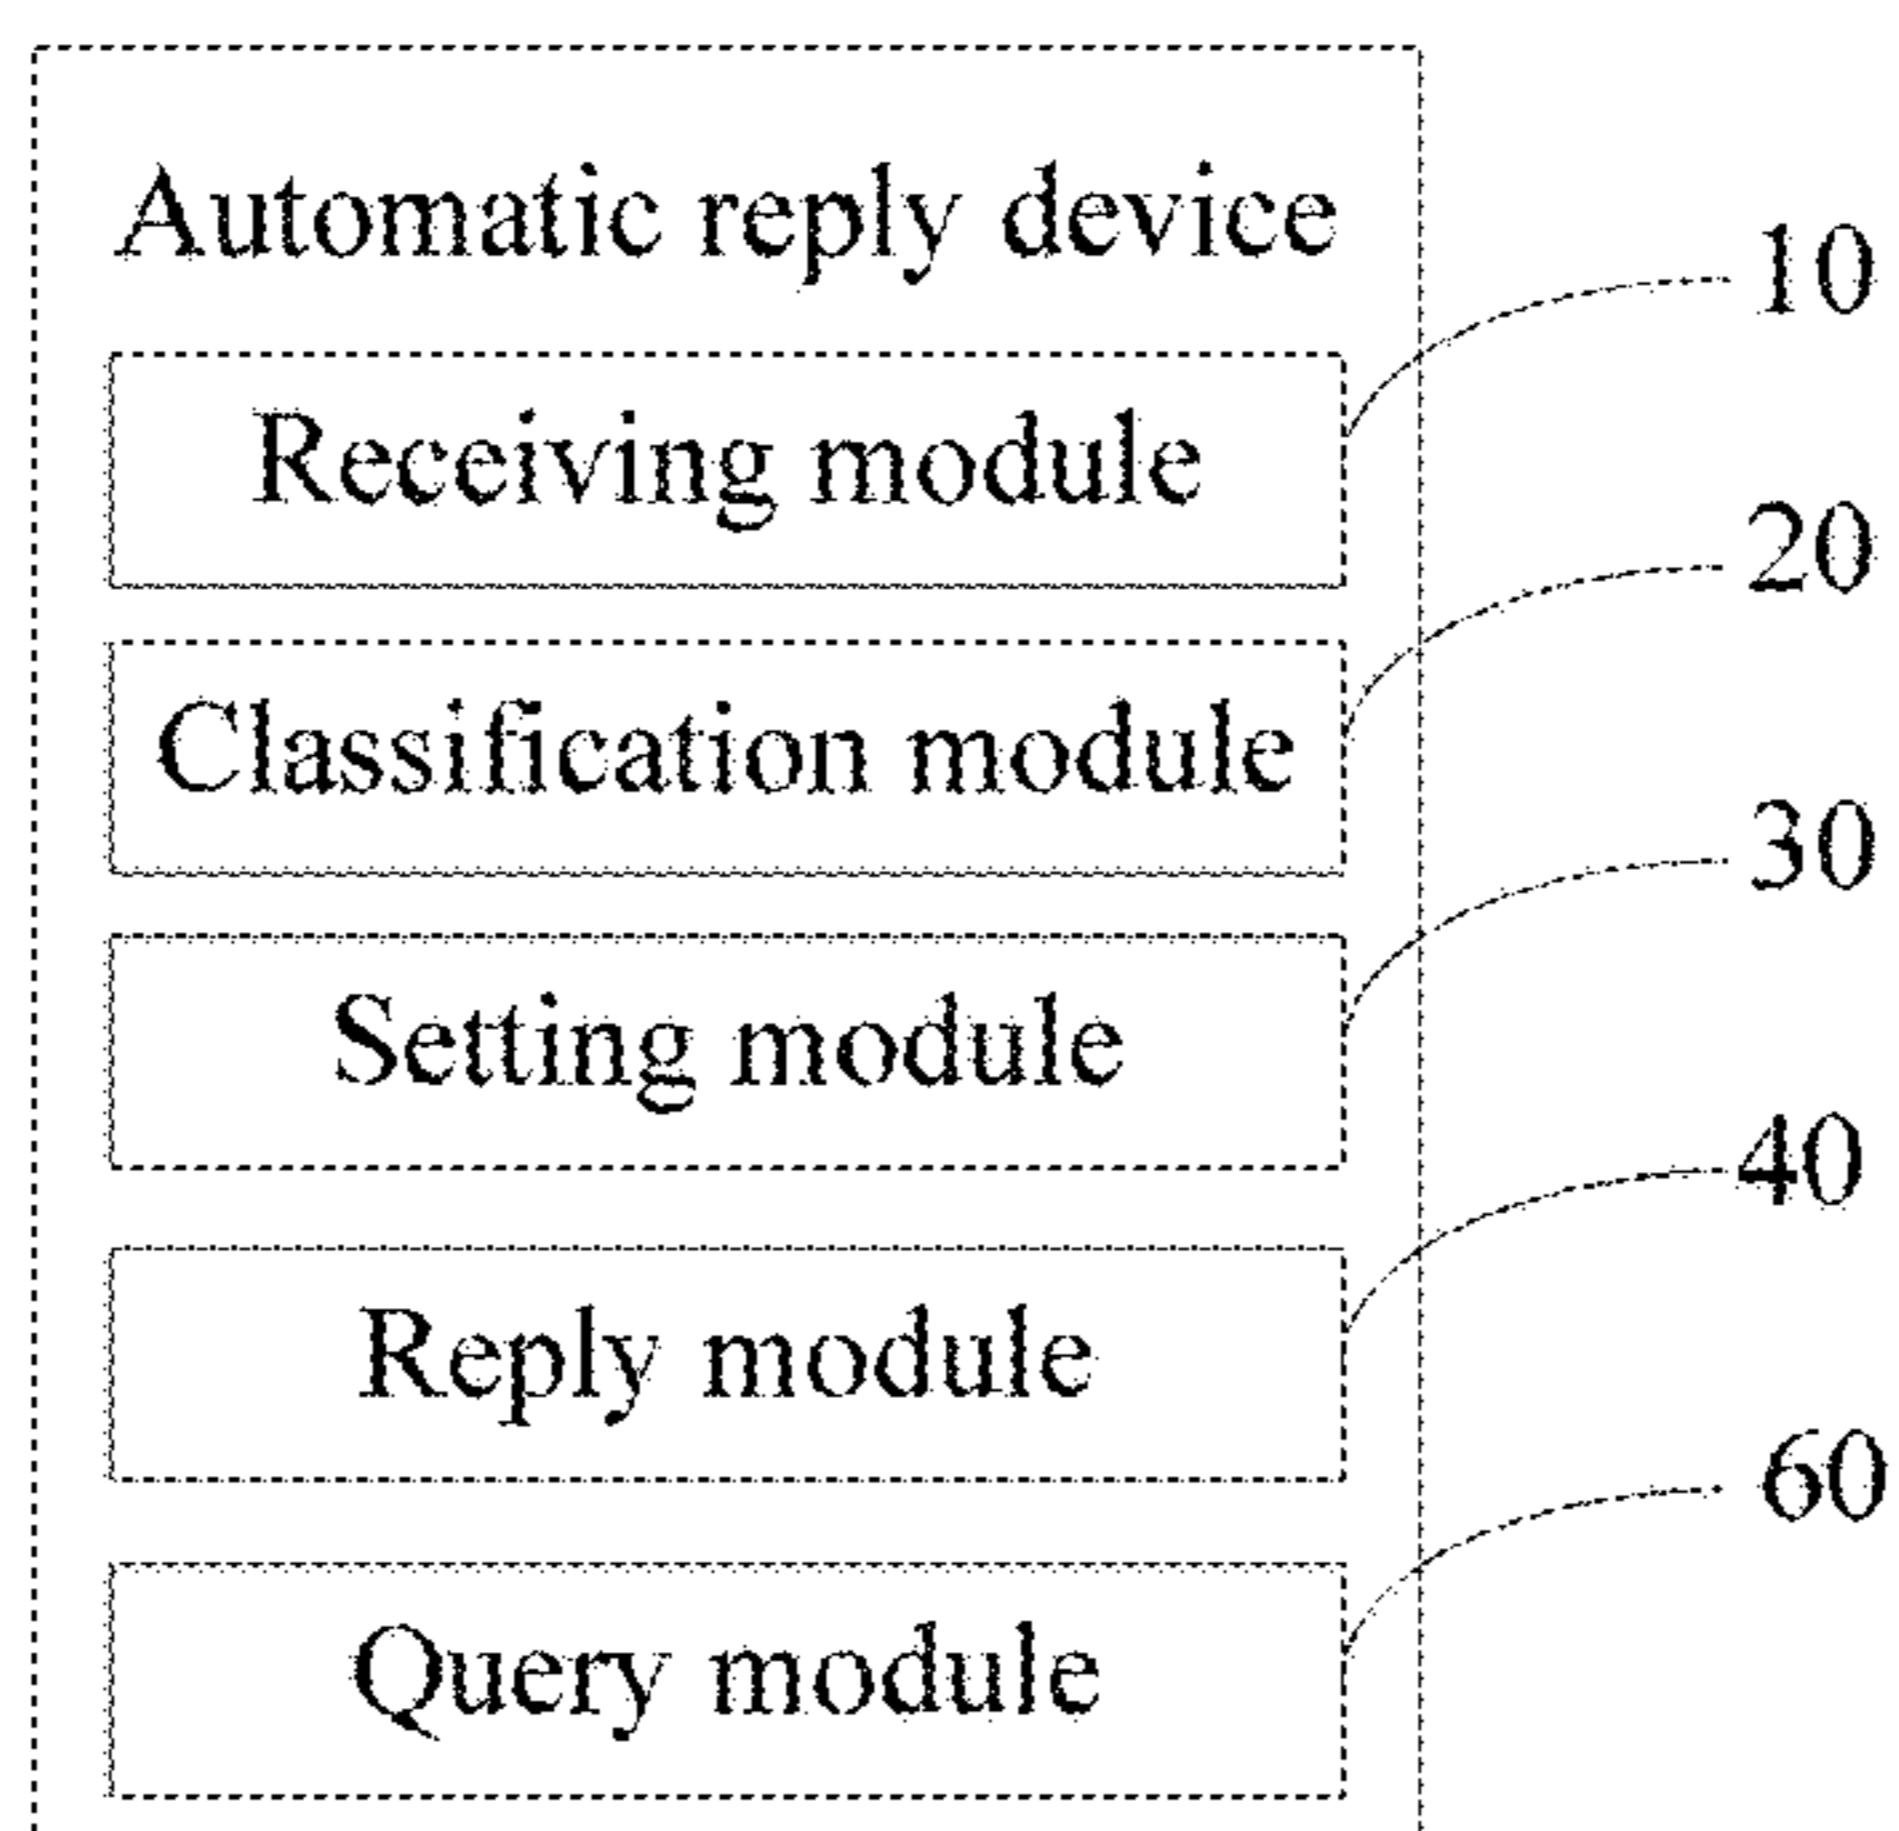 Automatic reply device
10
Receiving module
20
Classification module
30
Setting module
40
Reply module
60
Query module